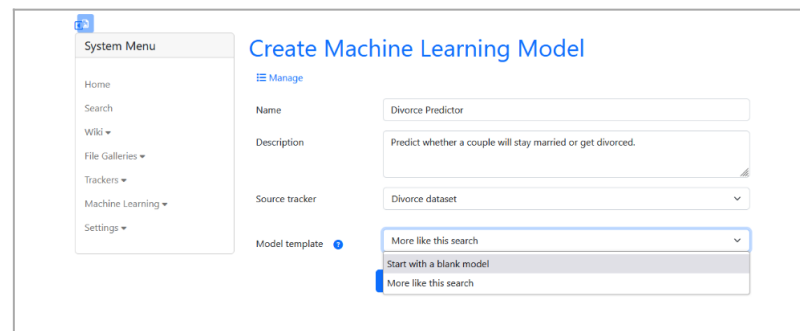 System Menu
Home
Search
Wiki
File Galleries
Trackers
Machine Learning
Settings
Create Machine Learning Model
Manage
Name
Divorce Predictor
Description
Predict whether a couple will stay married or get divorced.
Source tracker
Divorce dataset
Model template ?
More like this search
Start with a blank model
More like this search